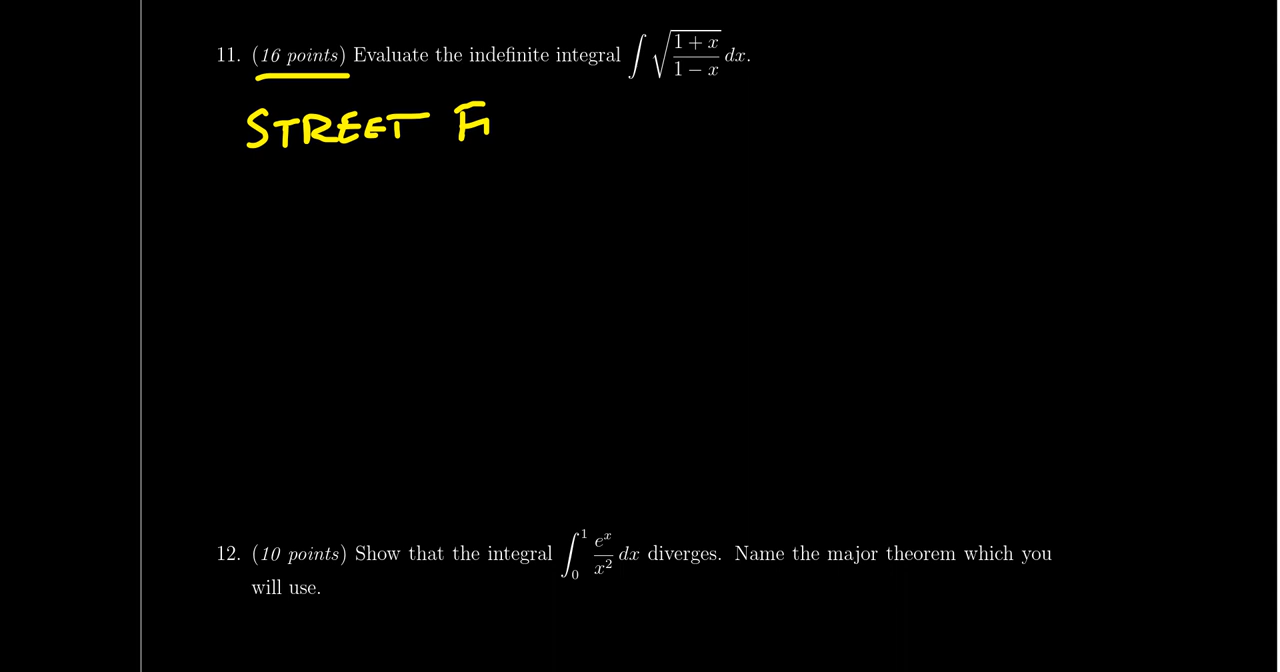 11. (16 points) Evaluate the indefinite integral ∫ √((1 + x)/(1 − x)) dx.
STREET F
12. (10 points) Show that the integral ∫₀¹ eˣ/x² dx diverges. Name the major theorem which you
will use.